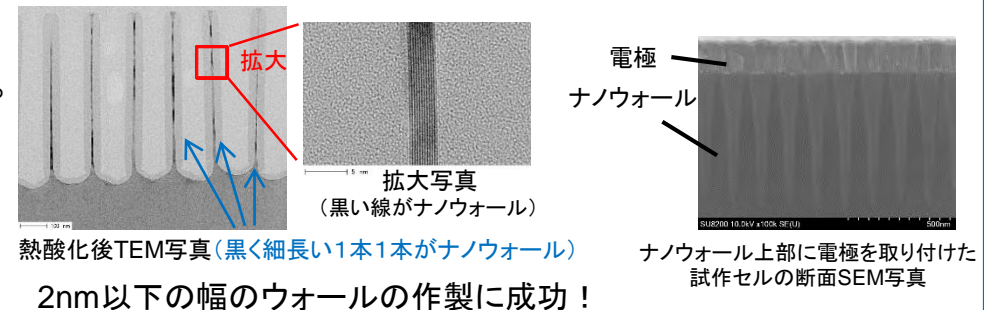 拡大
電極
ナノウォール
5 nm
拡大写真
(黒い線がナノウォール)
100 nm
SU8200 10.0kV x100k SE(U)
500nm
熱酸化後TEM写真(黒く細長い1本1本がナノウォール)
ナノウォール上部に電極を取り付けた
試作セルの断面SEM写真
2nm以下の幅のウォールの作製に成功!